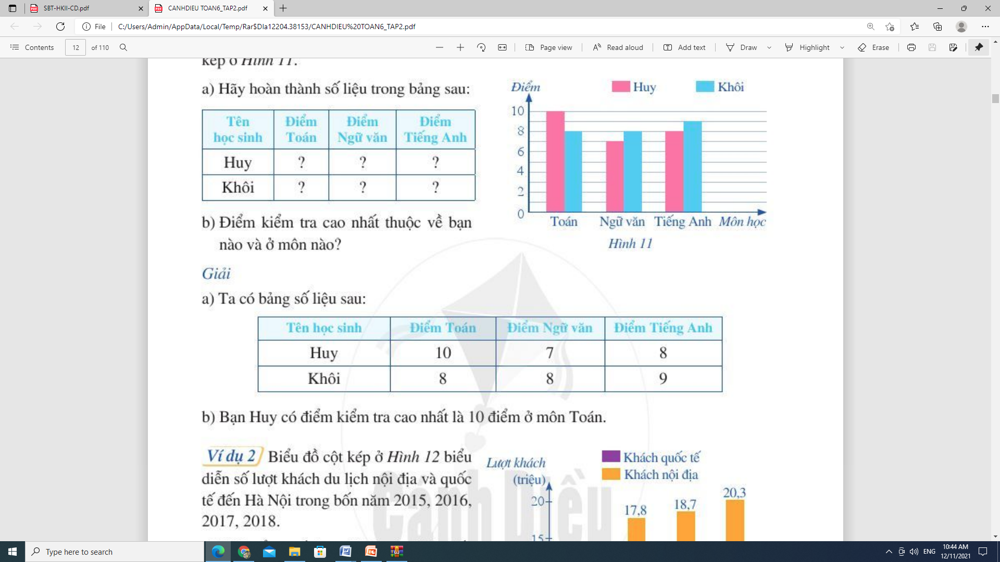 SBT-HKII-CD.pdf
CANHDIEU TOAN6_TAP2.pdf
File
C:/Users/Admin/AppData/Local/Temp/Rar$DIa12204.38153/CANHDIEU%20TOAN6_TAP2.pdf
Contents 12 of 110 Page view Read aloud Add text Draw Highlight Erase
kép ở Hình 11.
a) Hãy hoàn thành số liệu trong bảng sau:
Tên học sinh Điểm Toán Điểm Ngữ văn Điểm Tiếng Anh
Huy ? ? ?
Khôi ? ? ?
b) Điểm kiểm tra cao nhất thuộc về bạn
nào và ở môn nào?
Điểm Huy Khôi
10
8
6
4
2
0
Toán Ngữ văn Tiếng Anh Môn học
Hình 11
Giải
a) Ta có bảng số liệu sau:
Tên học sinh Điểm Toán Điểm Ngữ văn Điểm Tiếng Anh
Huy 10 7 8
Khôi 8 8 9
b) Bạn Huy có điểm kiểm tra cao nhất là 10 điểm ở môn Toán.
Ví dụ 2 Biểu đồ cột kép ở Hình 12 biểu
diễn số lượt khách du lịch nội địa và quốc
tế đến Hà Nội trong bốn năm 2015, 2016,
2017, 2018.
Lượt khách
(triệu)
Khách quốc tế
Khách nội địa
20
15
17,8 18,7 20,3
Cánh Diều
Type here to search
ENG
10:44 AM
12/11/2021